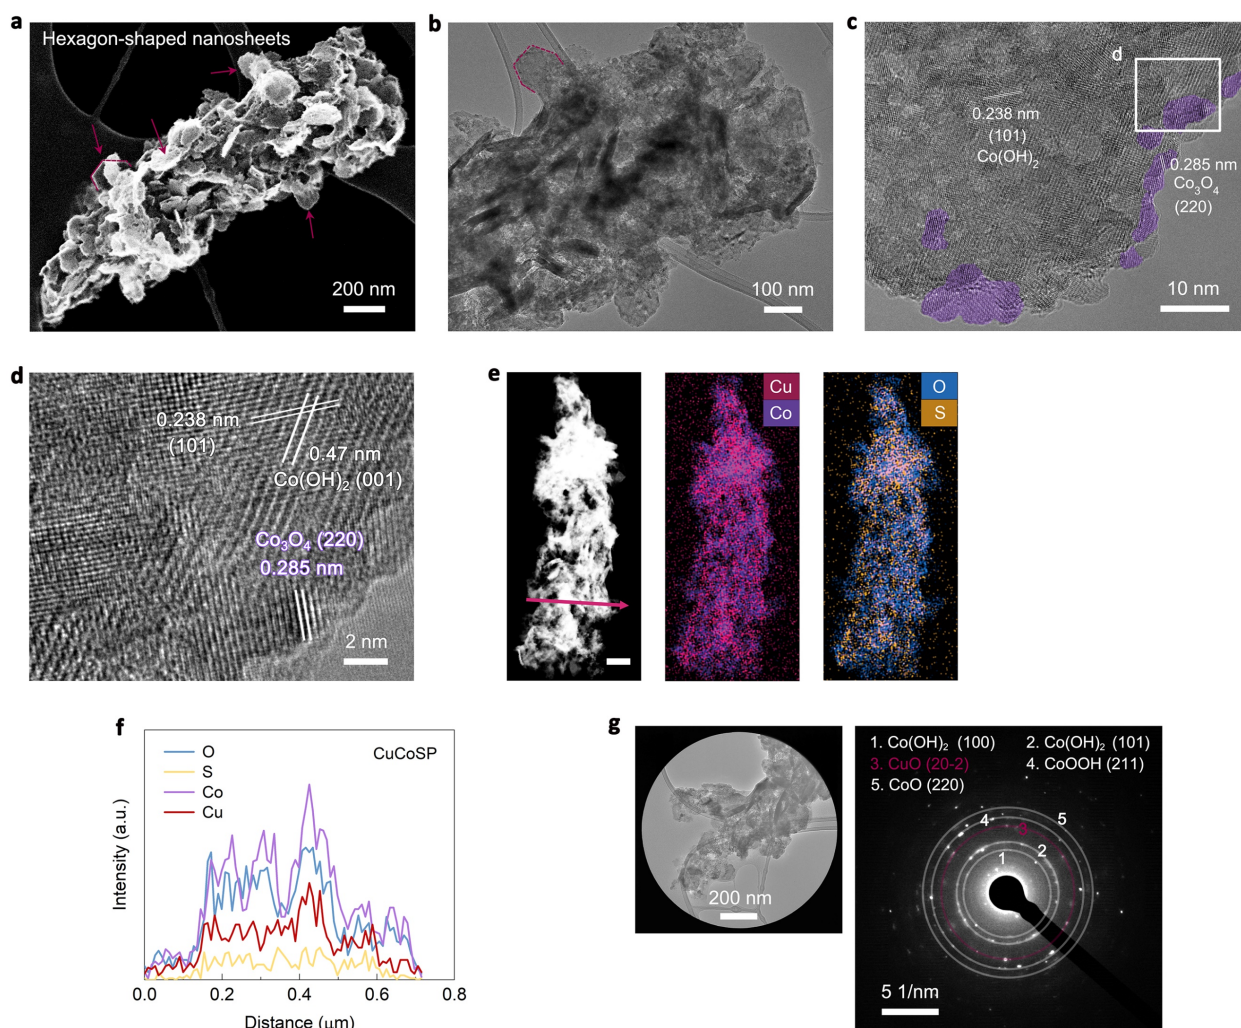 a
Hexagon-shaped nanosheets
200 nm
b
100 nm
c
d
0.238 nm
(101)
Co(OH)₂
0.285 nm
Co₃O₄
(220)
10 nm
d
0.238 nm
(101)
0.47 nm
Co(OH)₂ (001)
Co₃O₄ (220)
0.285 nm
2 nm
e
Cu
Co
O
S
f
CuCoSP
O
S
Co
Cu
Intensity (a.u.)
0.0 0.2 0.4 0.6 0.8
Distance (μm)
g
200 nm
1. Co(OH)₂ (100) 2. Co(OH)₂ (101)
3. CuO (20-2) 4. CoOOH (211)
5. CoO (220)
4 3 5
1 2
5 1/nm